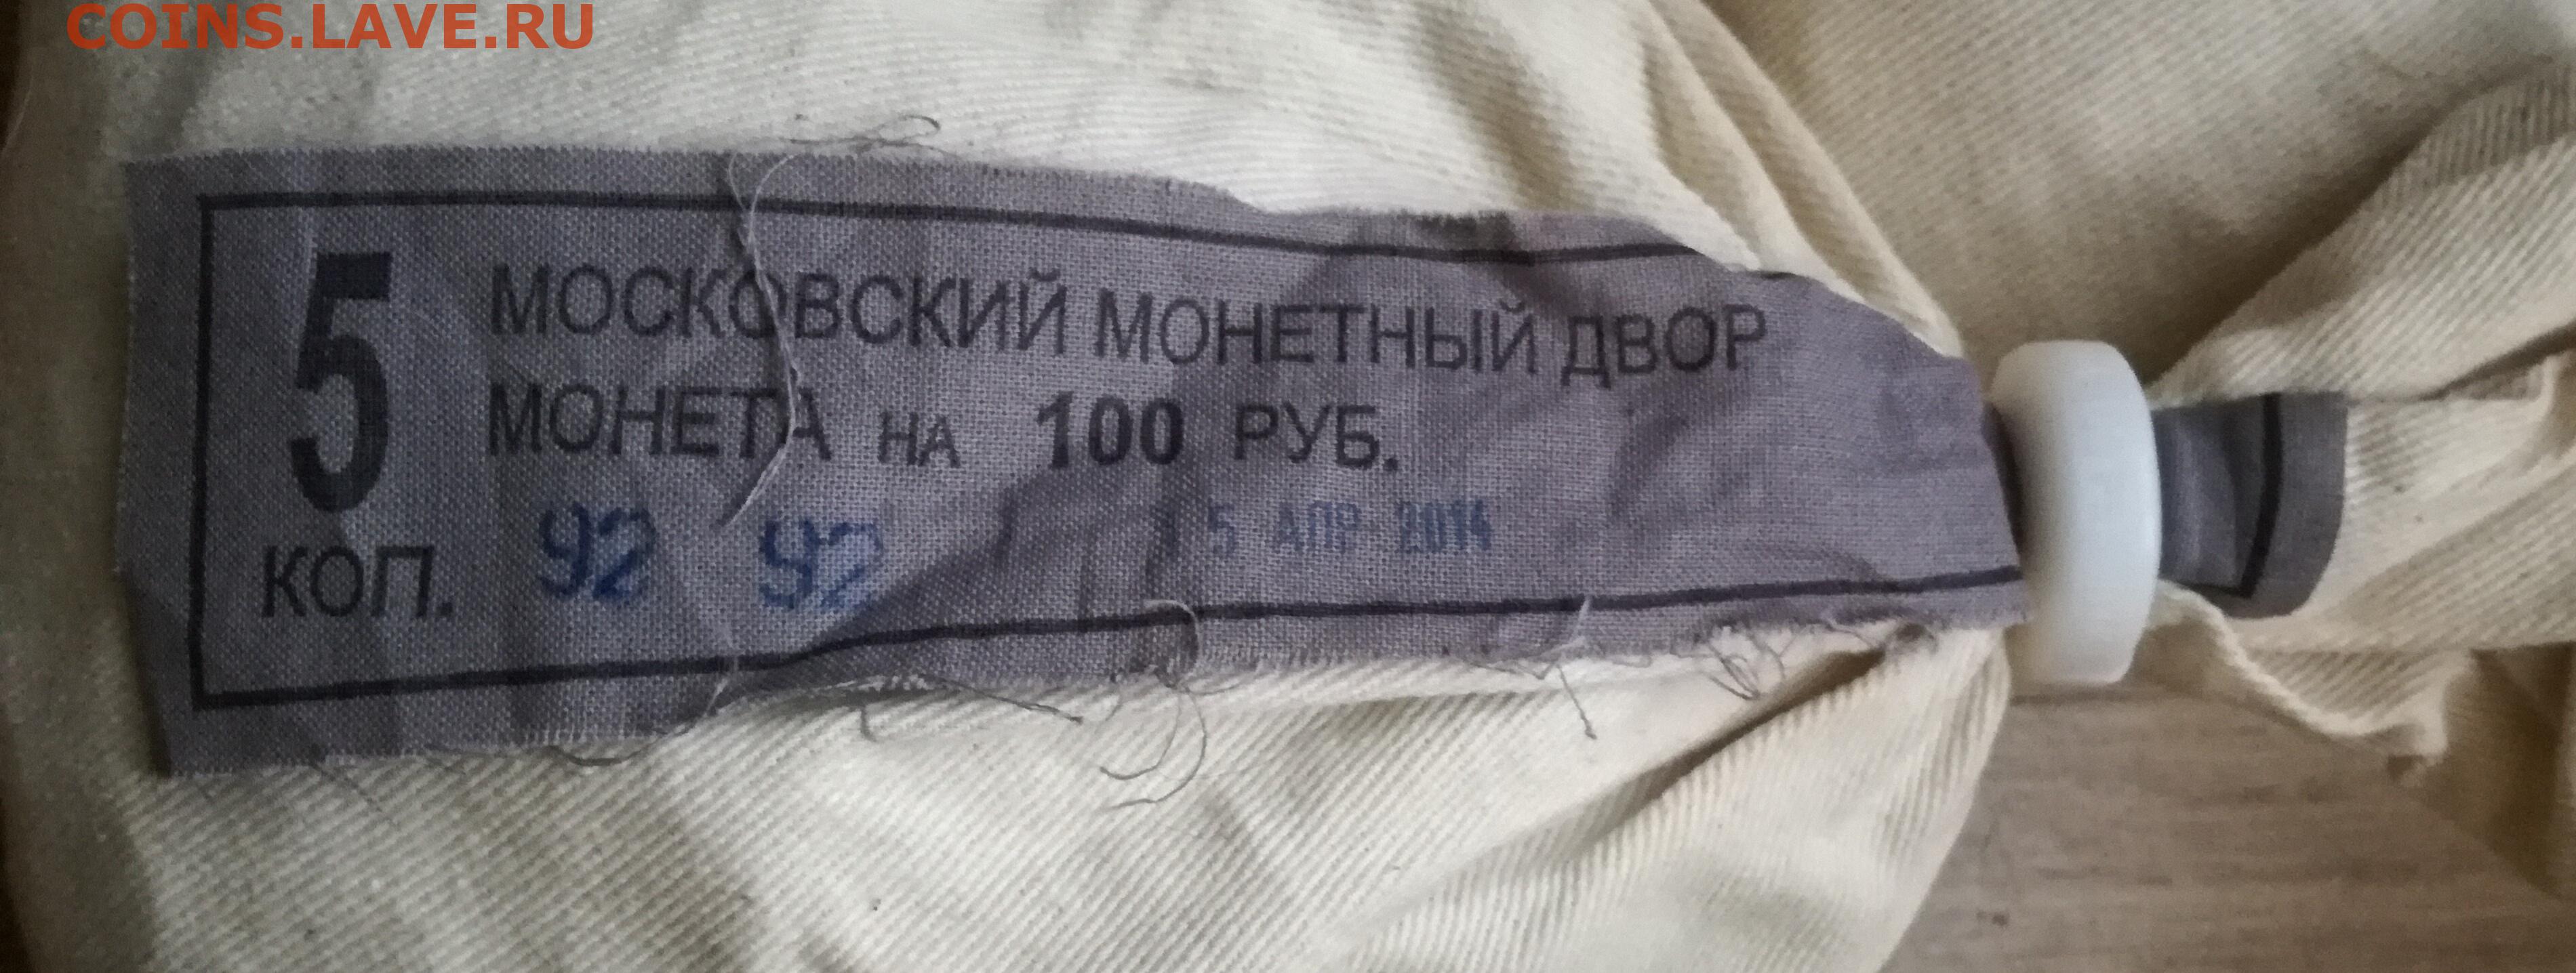 COINS.LAVE.RU
5 МОСКОВСКИЙ МОНЕТНЫЙ ДВОР
МОНЕТА НА 100 РУБ.
КОП. 92 92 5 АПР 2014